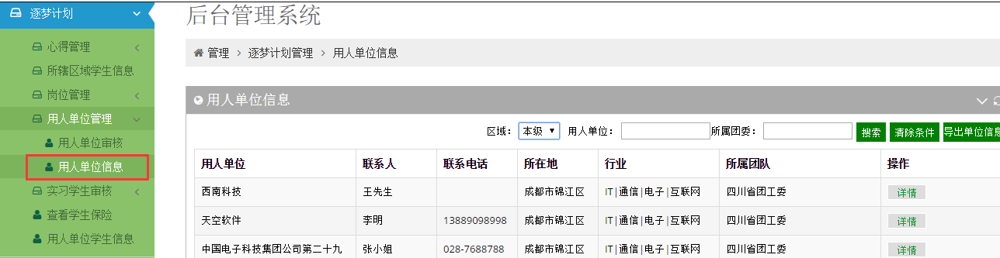 逐梦计划
心得管理
所辖区域学生信息
岗位管理
用人单位管理
用人单位审核
用人单位信息
实习学生审核
查看学生保险
用人单位学生信息
后台管理系统
管理 > 逐梦计划管理 > 用人单位信息
用人单位信息
区域： 本级 用人单位： 所属团委： 搜索 清除条件 导出单位信息
用人单位 联系人 联系电话 所在地 行业 所属团队 操作
西南科技 王先生 成都市锦江区 IT|通信|电子|互联网 四川省团工委 详情
天空软件 李明 13889098998 成都市锦江区 IT|通信|电子|互联网 四川省团工委 详情
中国电子科技集团公司第二十九 张小姐 028-7688788 成都市锦江区 IT|通信|电子|互联网 四川省团工委 详情